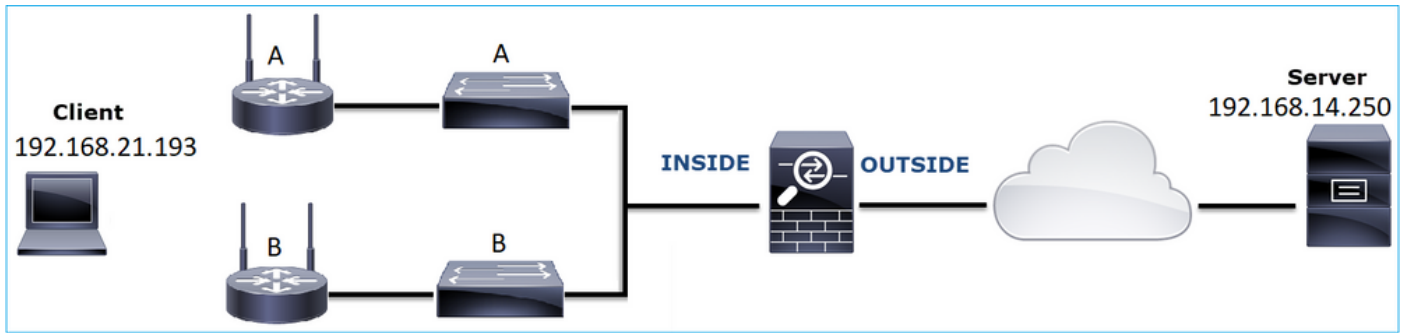 A
A
Client
192.168.21.193
Server
192.168.14.250
INSIDE
OUTSIDE
B
B